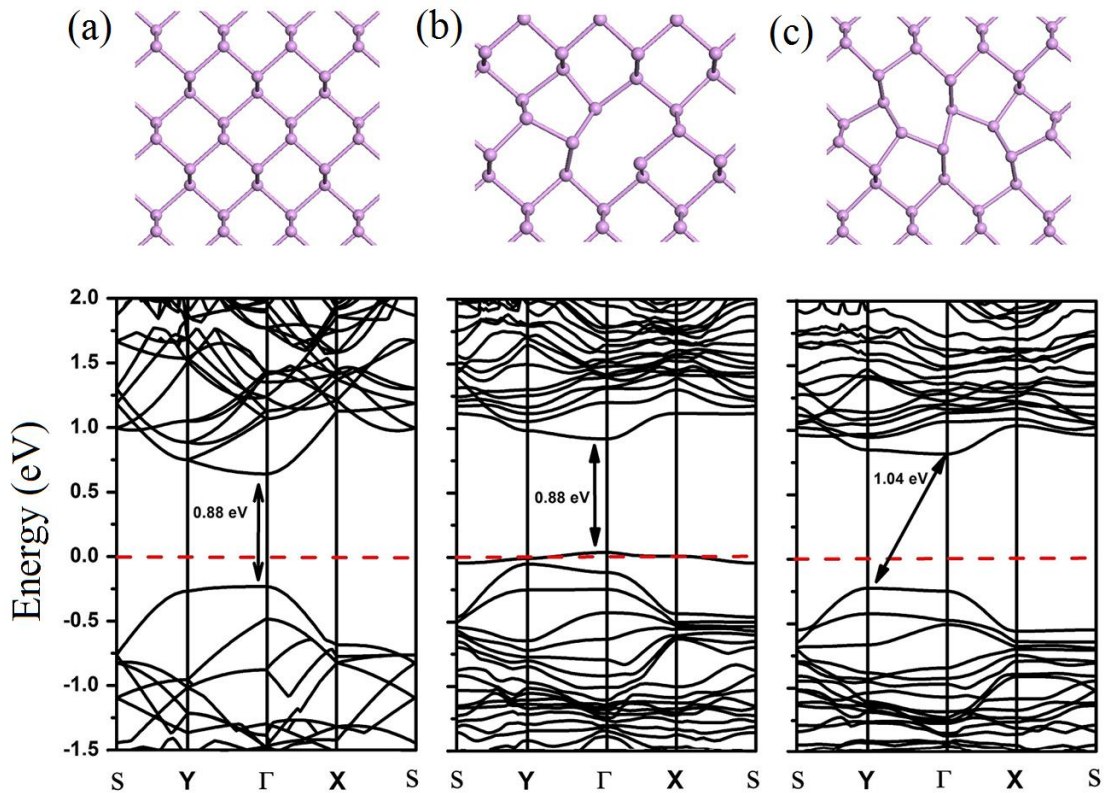 (a) (b) (c)
Energy (eV)
2.0
1.5
1.0
0.5
0.0
-0.5
-1.0
-1.5
0.88 eV
0.88 eV
1.04 eV
S Y Γ X S S Y Γ X S S Y Γ X S